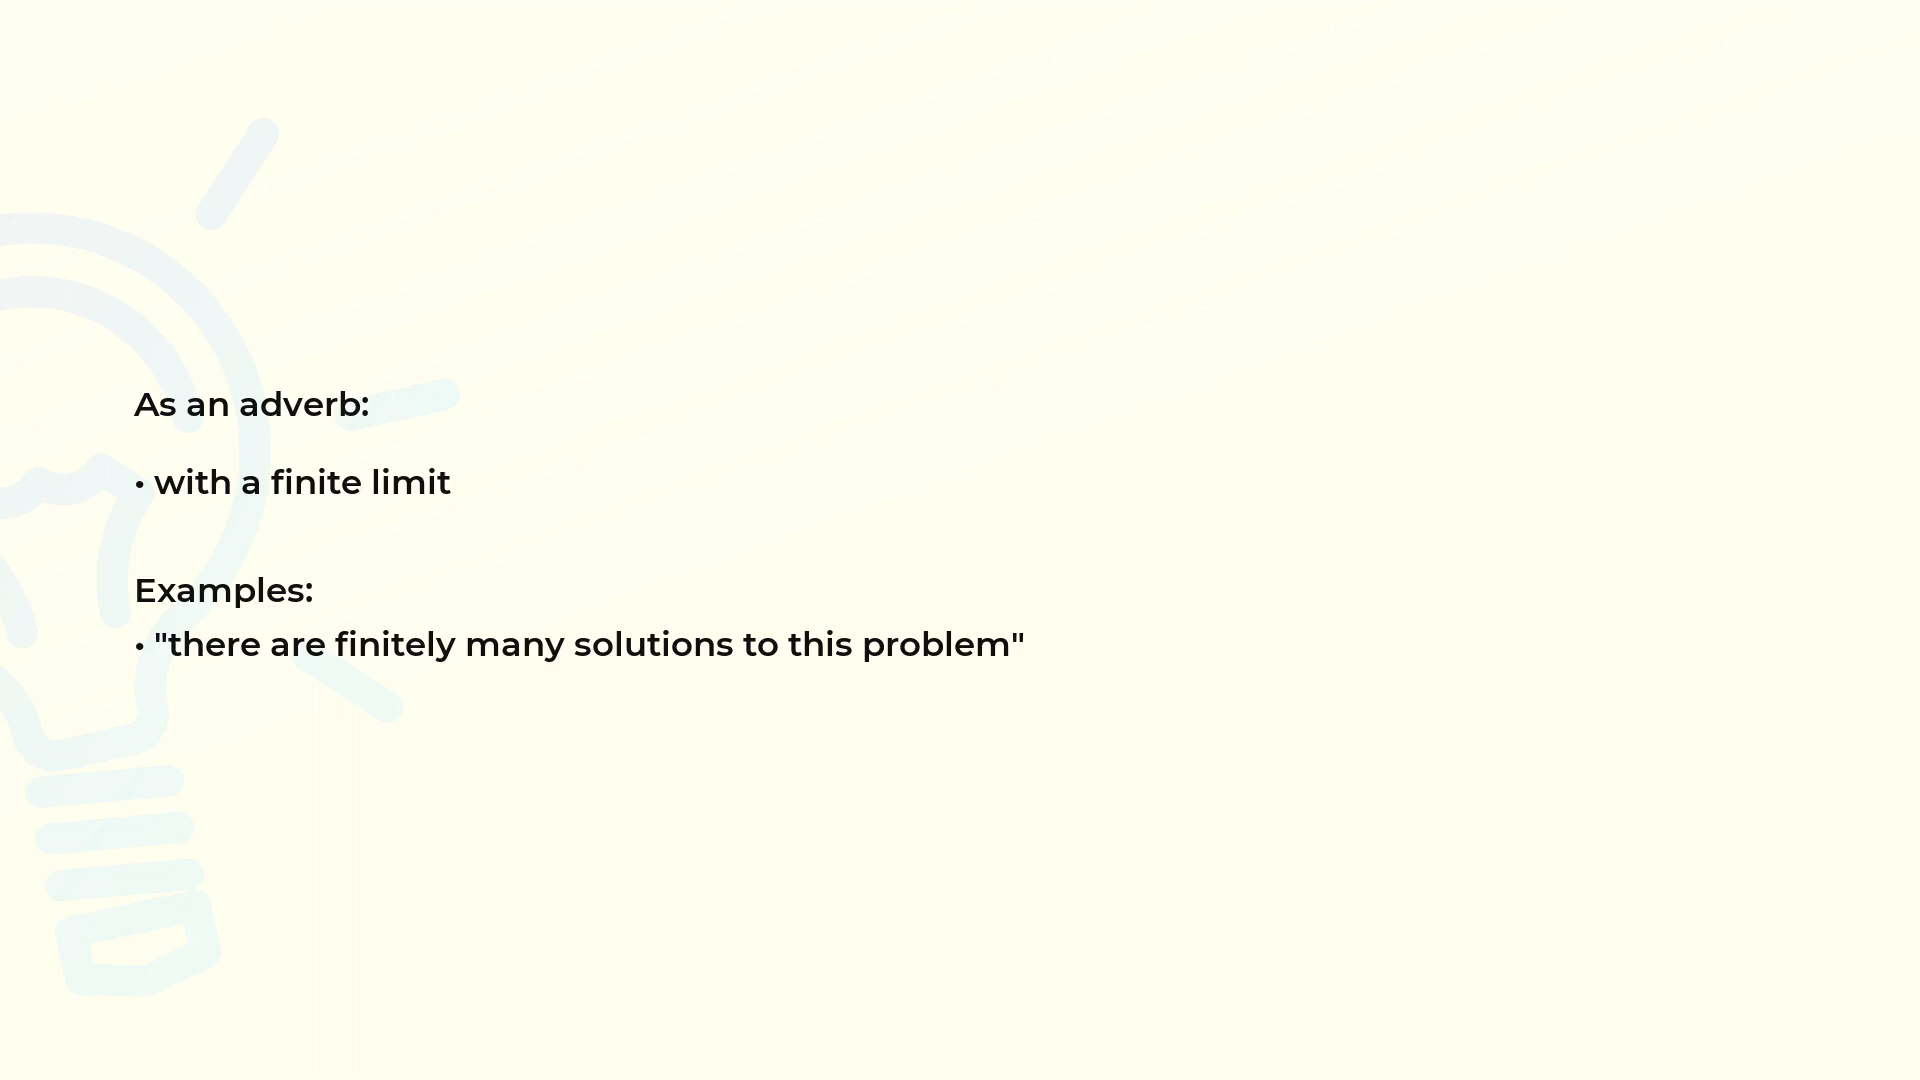 As an adverb:
• with a finite limit
Examples:
• "there are finitely many solutions to this problem"